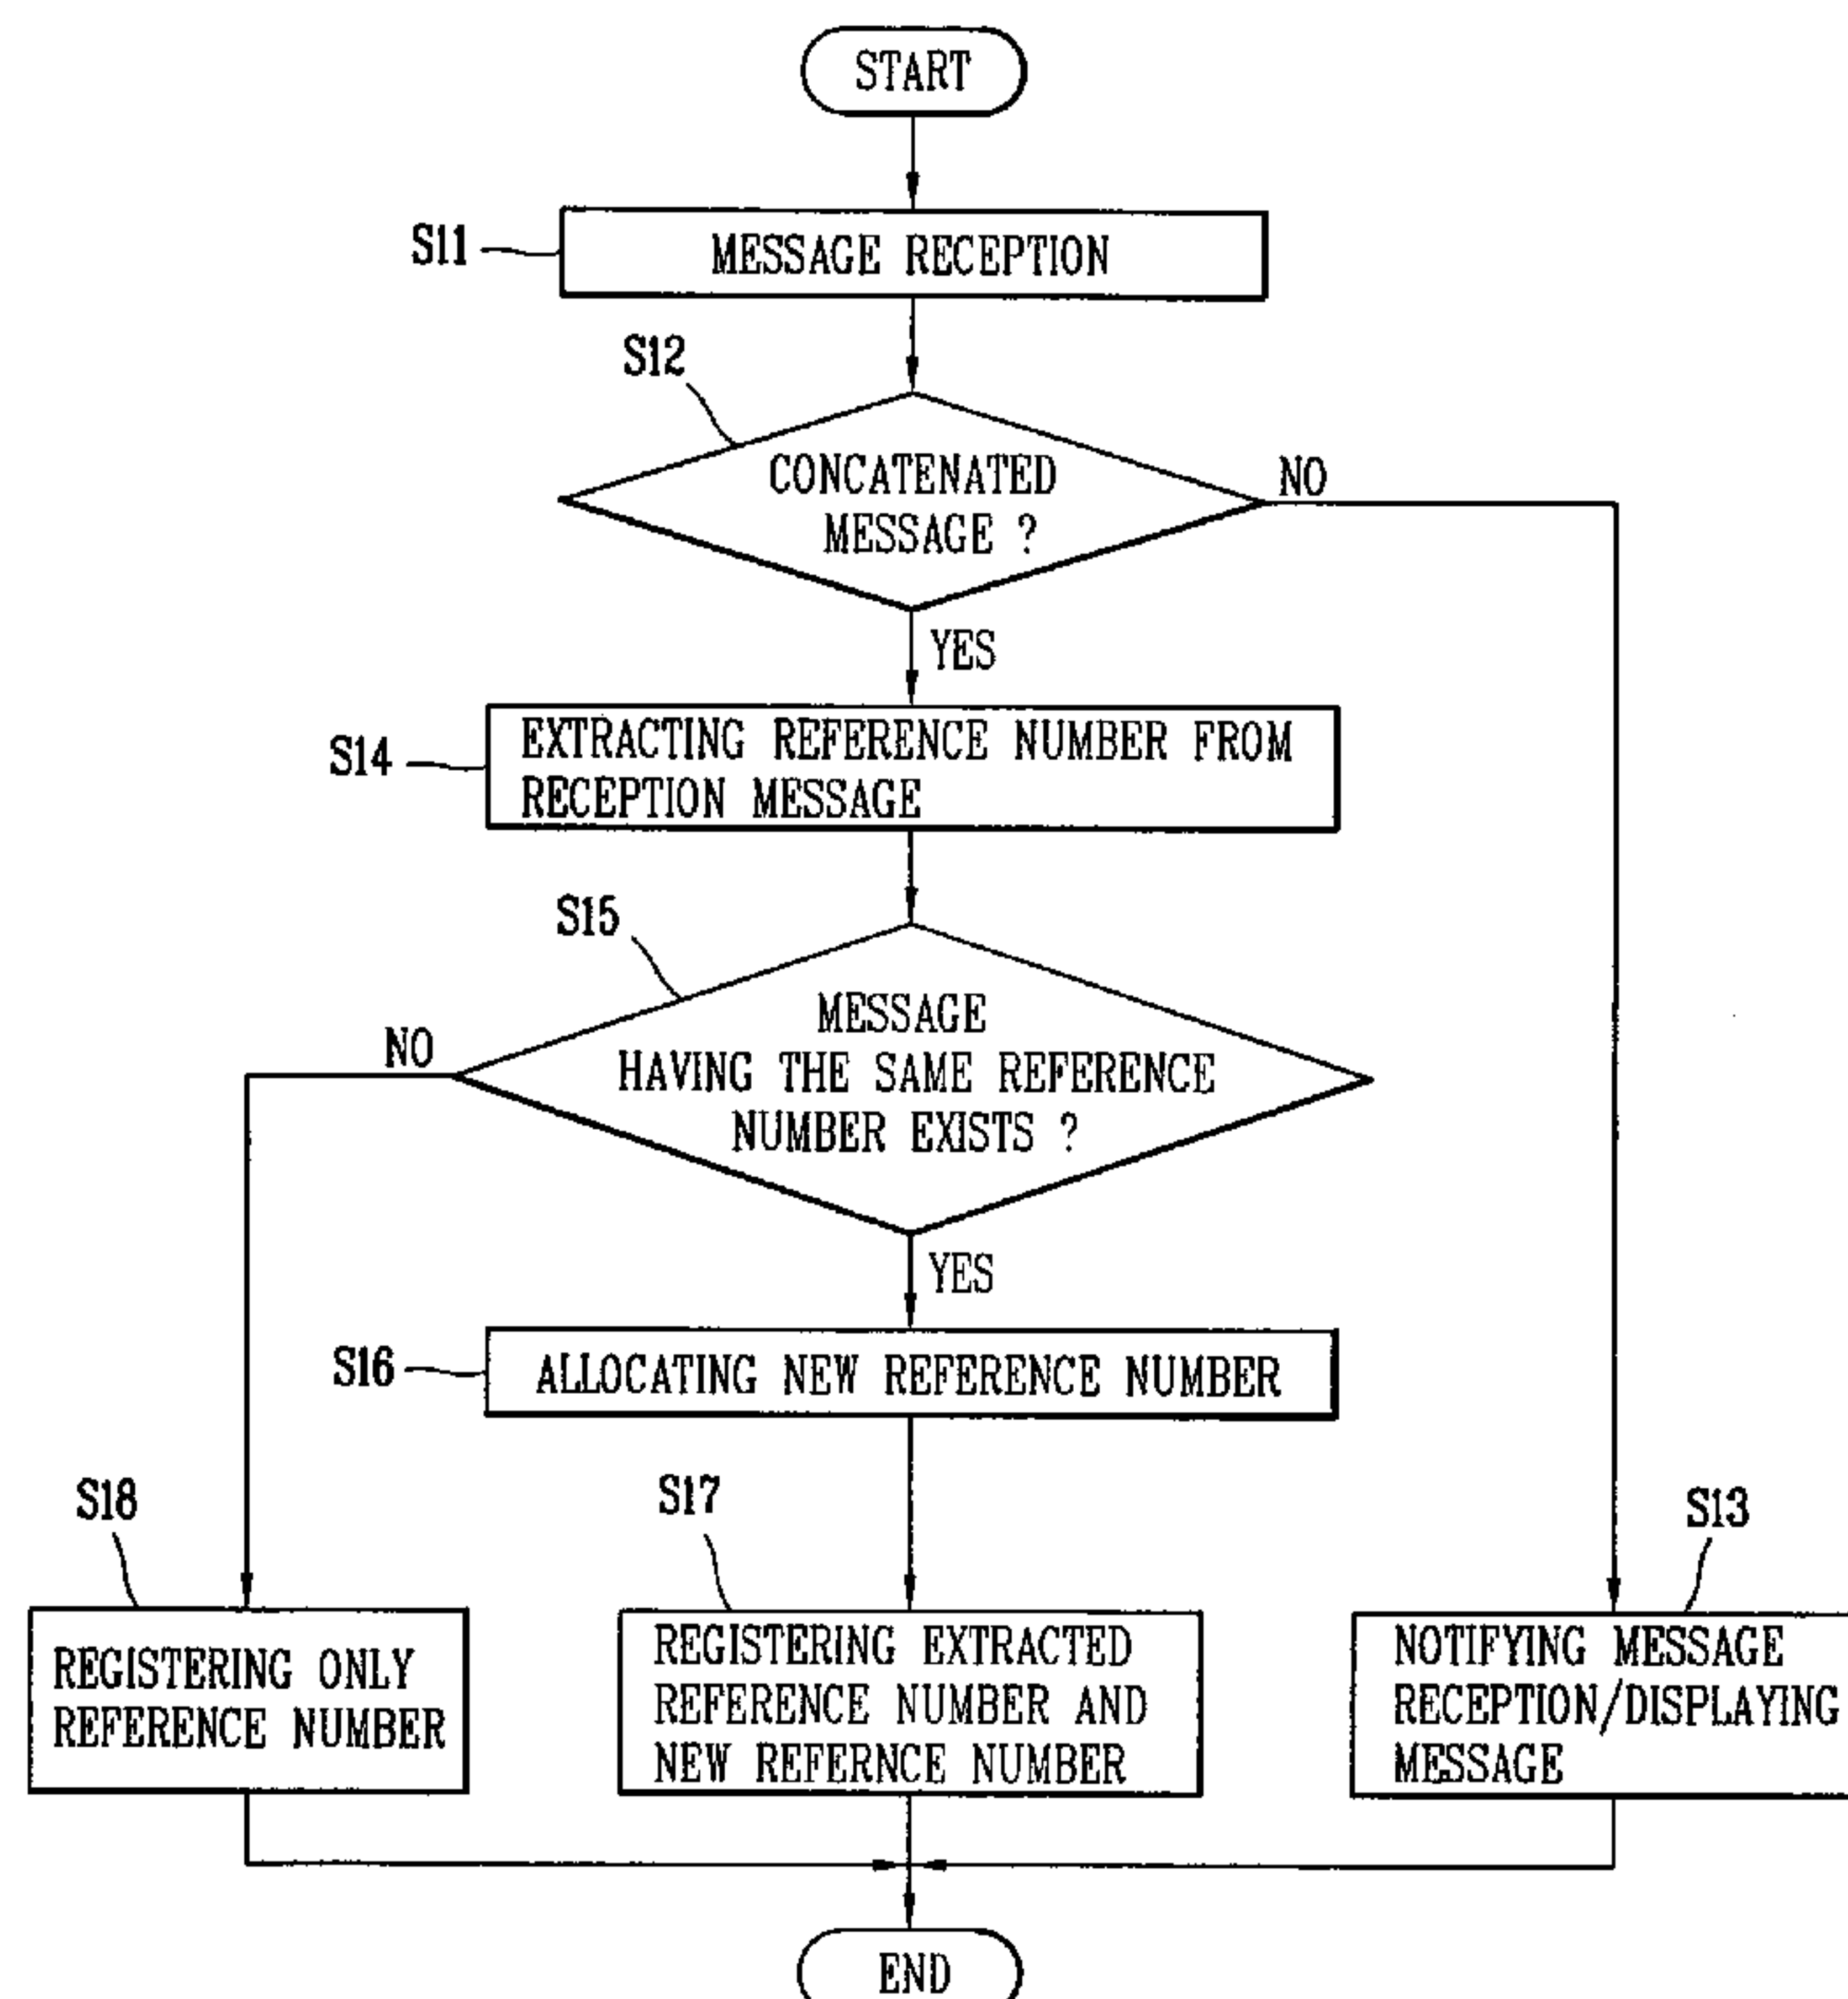 START
S11
MESSAGE RECEPTION
S12
CONCATENATED
MESSAGE ?
NO
YES
S14
EXTRACTING REFERENCE NUMBER FROM
RECEPTION MESSAGE
S15
MESSAGE
HAVING THE SAME REFERENCE
NUMBER EXISTS ?
NO
YES
S16
ALLOCATING NEW REFERENCE NUMBER
S18
REGISTERING ONLY
REFERENCE NUMBER
S17
REGISTERING EXTRACTED
REFERENCE NUMBER AND
NEW REFERNCE NUMBER
S13
NOTIFYING MESSAGE
RECEPTION/DISPLAYING
MESSAGE
END